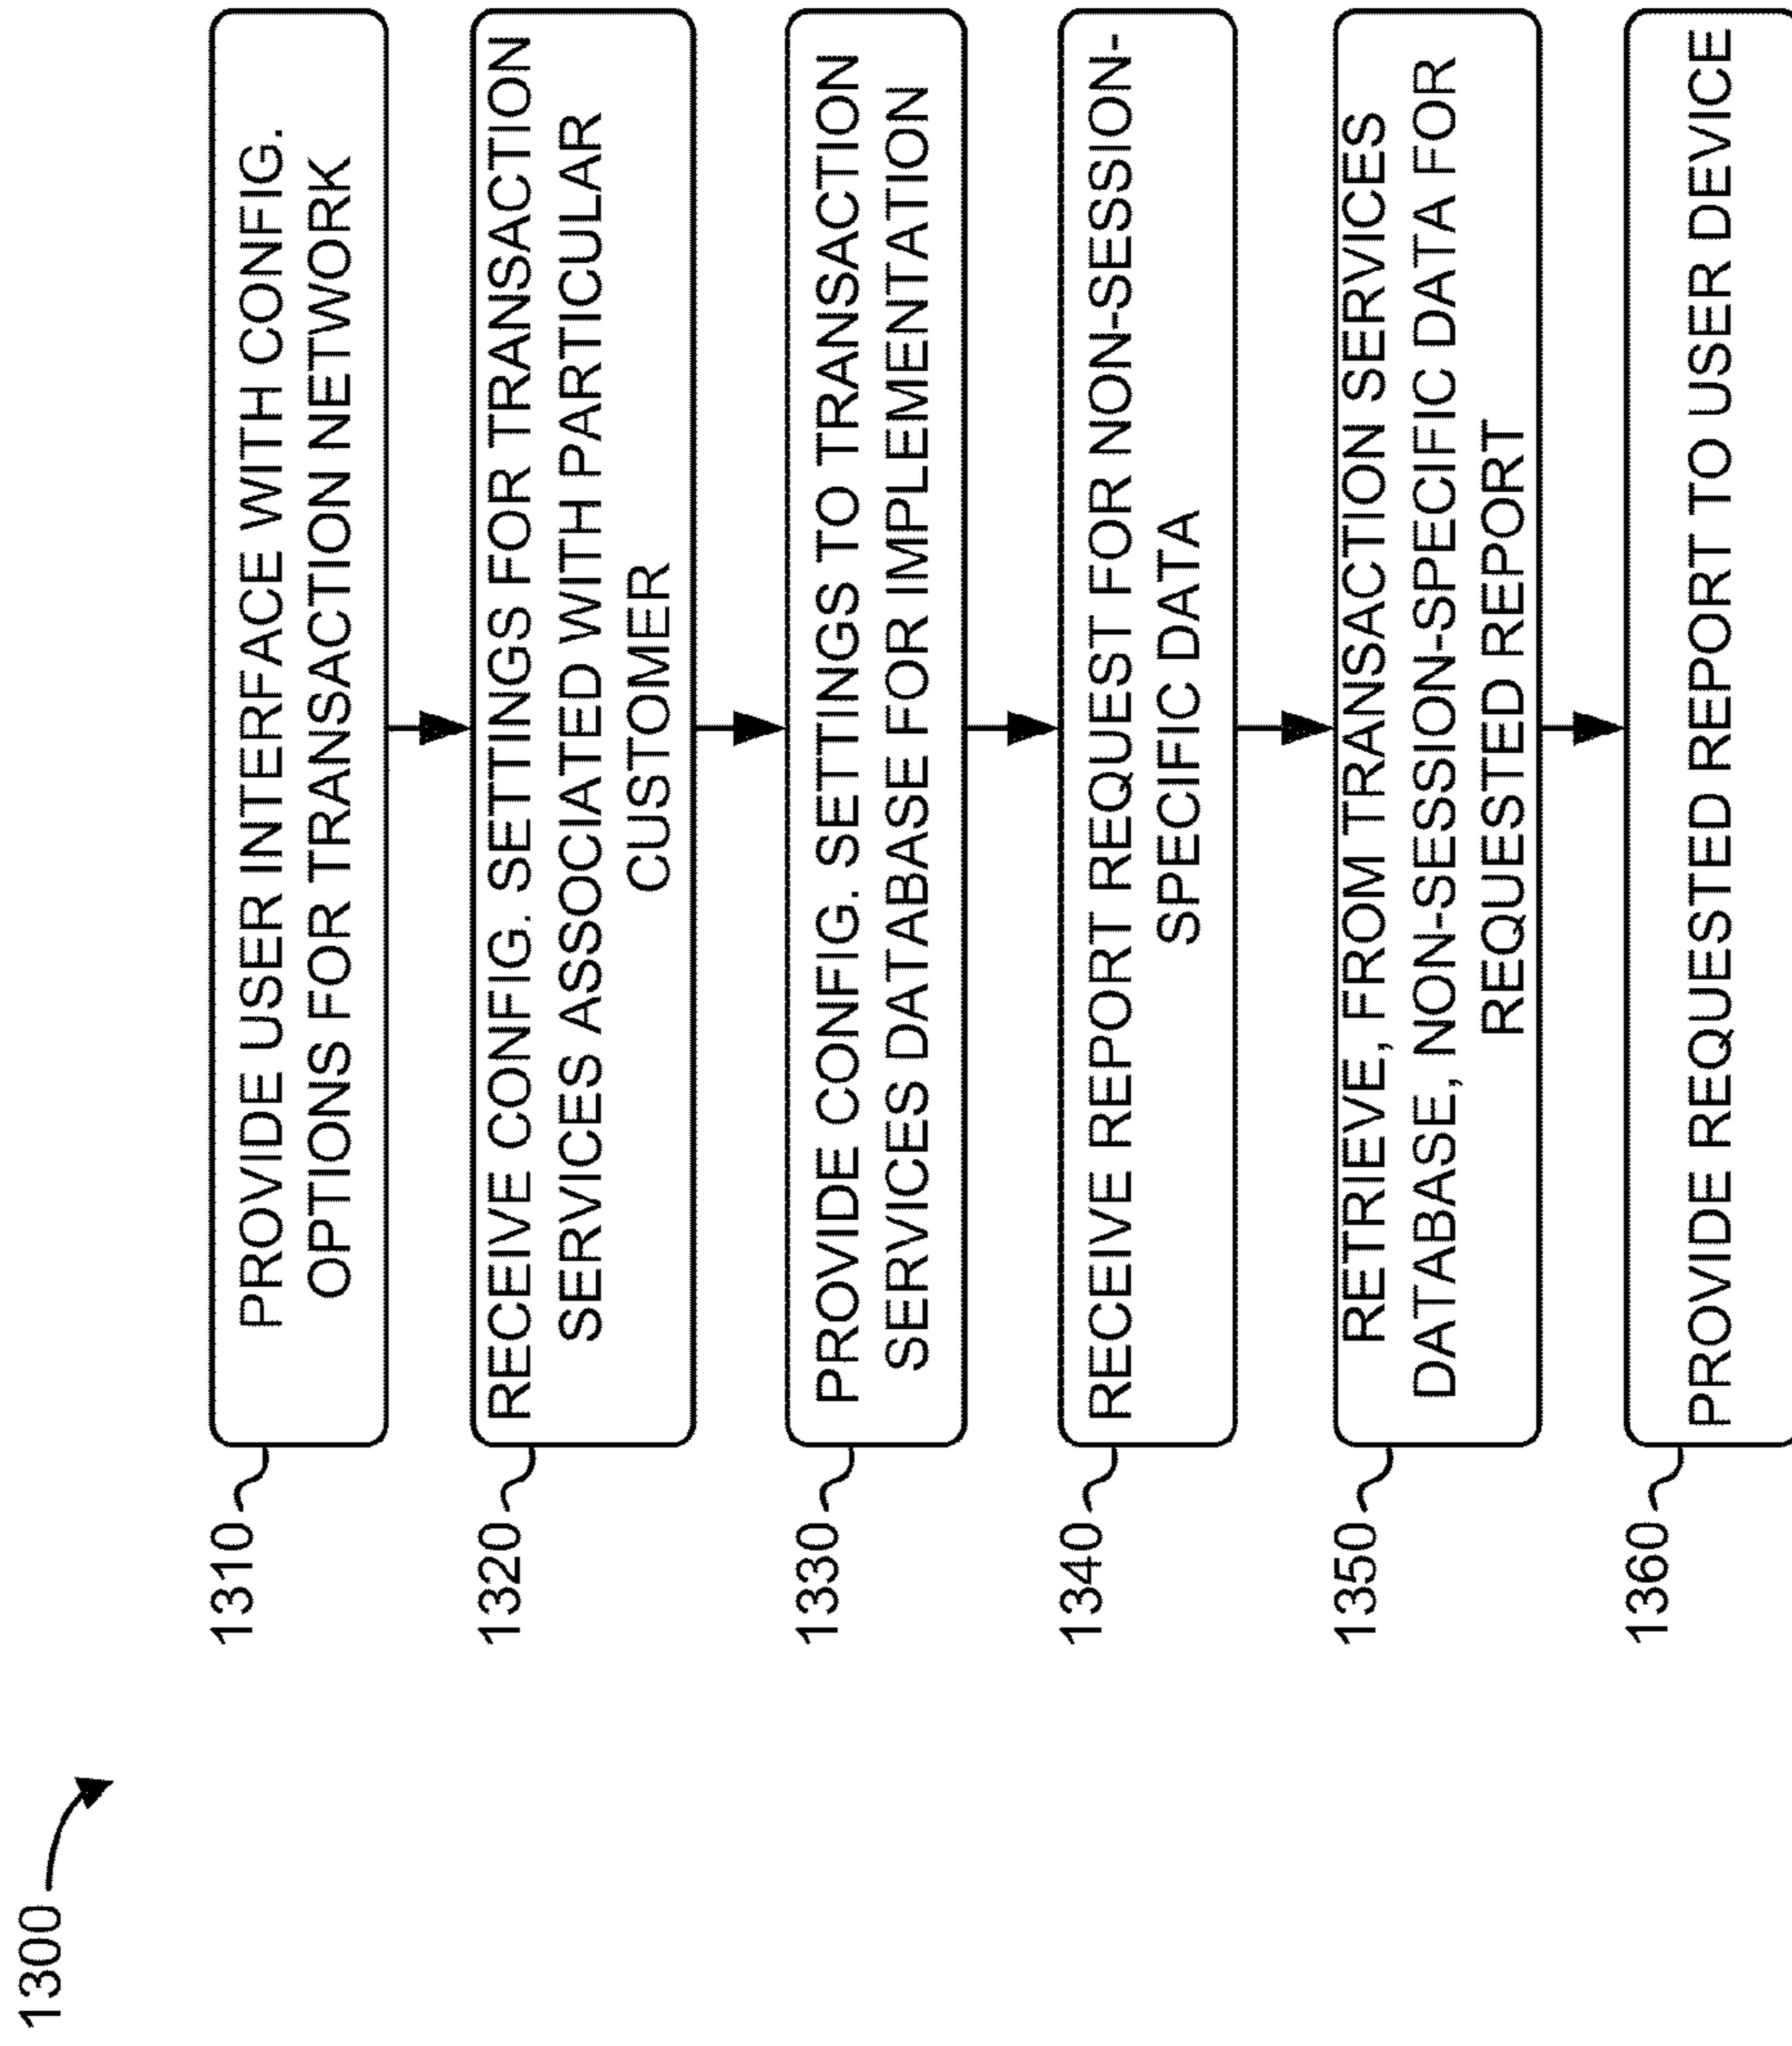 1300
1310
PROVIDE USER INTERFACE WITH CONFIG.
OPTIONS FOR TRANSACTION NETWORK
1320
RECEIVE CONFIG. SETTINGS FOR TRANSACTION
SERVICES ASSOCIATED WITH PARTICULAR
CUSTOMER
1330
PROVIDE CONFIG. SETTINGS TO TRANSACTION
SERVICES DATABASE FOR IMPLEMENTATION
1340
RECEIVE REPORT REQUEST FOR NON-SESSION-
SPECIFIC DATA
1350
RETRIEVE, FROM TRANSACTION SERVICES
DATABASE, NON-SESSION-SPECIFIC DATA FOR
REQUESTED REPORT
1360
PROVIDE REQUESTED REPORT TO USER DEVICE